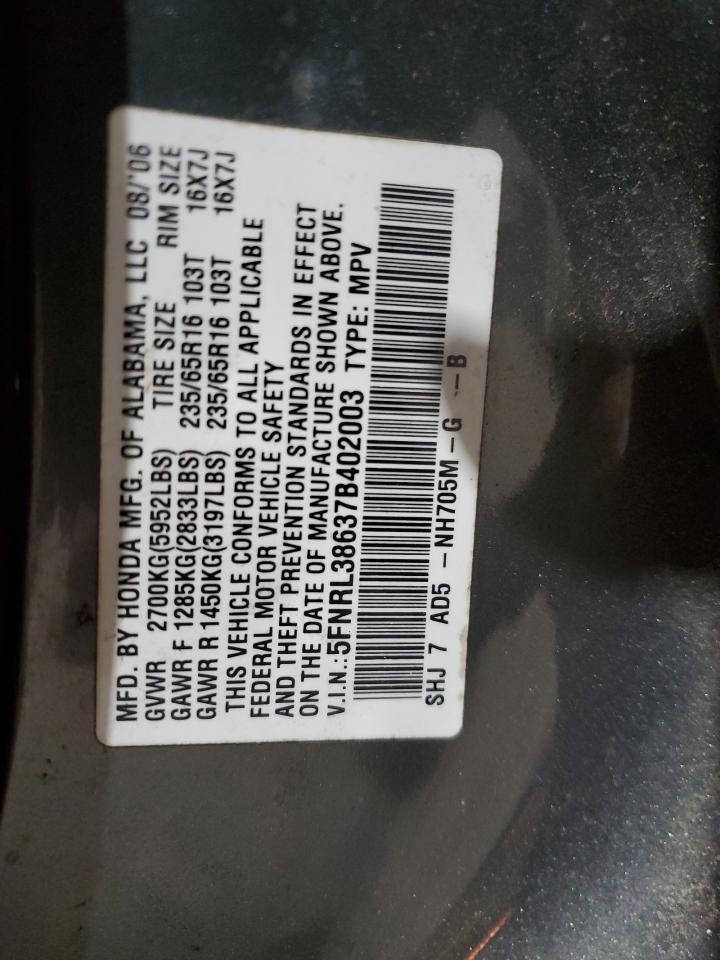 MFD. BY HONDA MFG. OF ALABAMA, LLC 08/'06
GVWR 2700KG(5952LBS) TIRE SIZE RIM SIZE
GAWR F 1285KG(2833LBS) 235/65R16 103T 16X7J
GAWR R 1450KG(3197LBS) 235/65R16 103T 16X7J
THIS VEHICLE CONFORMS TO ALL APPLICABLE
FEDERAL MOTOR VEHICLE SAFETY
AND THEFT PREVENTION STANDARDS IN EFFECT
ON THE DATE OF MANUFACTURE SHOWN ABOVE.
V.I.N.: 5FNRL38637B402003 TYPE: MPV
SHJ 7 AD5 -NH705M-G --B